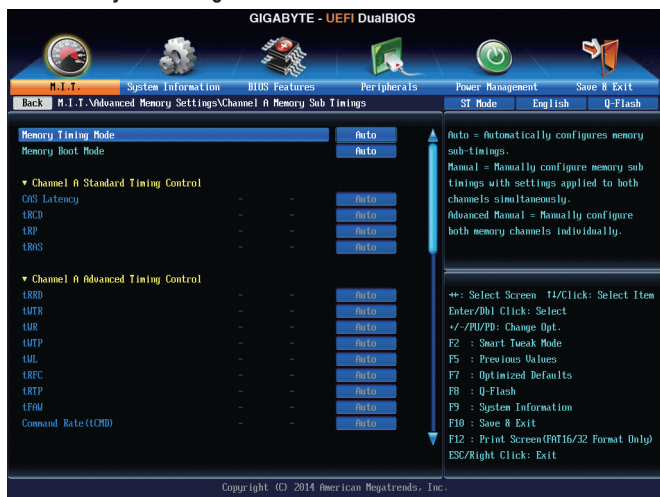 GIGABYTE - UEFI DualBIOS
M.I.T. System Information BIOS Features Peripherals Power Management Save & Exit
Back M.I.T.\Advanced Memory Settings\Channel A Memory Sub Timings ST Mode English Q-Flash
Memory Timing Mode Auto
Memory Boot Mode Auto
▼ Channel A Standard Timing Control
CAS Latency - - Auto
tRCD - - Auto
tRP - - Auto
tRAS - - Auto
▼ Channel A Advanced Timing Control
tRRD - - Auto
tWTR - - Auto
tWR - - Auto
tWTP - - Auto
tWL - - Auto
tRFC - - Auto
tRTP - - Auto
tFAW - - Auto
Command Rate(tCMD) - - Auto
Auto = Automatically configures memory
sub-timings.
Manual = Manually configure memory sub
timings with settings applied to both
channels simultaneously.
Advanced Manual = Manually configure
both memory channels individually.
→←: Select Screen ↑↓/Click: Select Item
Enter/Dbl Click: Select
+/-/PU/PD: Change Opt.
F2 : Smart Tweak Mode
F5 : Previous Values
F7 : Optimized Defaults
F8 : Q-Flash
F9 : System Information
F10 : Save & Exit
F12 : Print Screen(FAT16/32 Format Only)
ESC/Right Click: Exit
Copyright (C) 2014 American Megatrends, Inc.